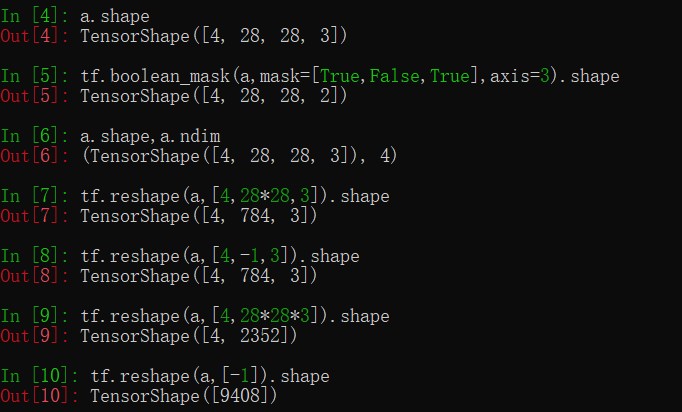 In [4]: a.shape
Out[4]: TensorShape([4, 28, 28, 3])
In [5]: tf.boolean_mask(a,mask=[True,False,True],axis=3).shape
Out[5]: TensorShape([4, 28, 28, 2])
In [6]: a.shape,a.ndim
Out[6]: (TensorShape([4, 28, 28, 3]), 4)
In [7]: tf.reshape(a,[4,28*28,3]).shape
Out[7]: TensorShape([4, 784, 3])
In [8]: tf.reshape(a,[4,-1,3]).shape
Out[8]: TensorShape([4, 784, 3])
In [9]: tf.reshape(a,[4,28*28*3]).shape
Out[9]: TensorShape([4, 2352])
In [10]: tf.reshape(a,[-1]).shape
Out[10]: TensorShape([9408])